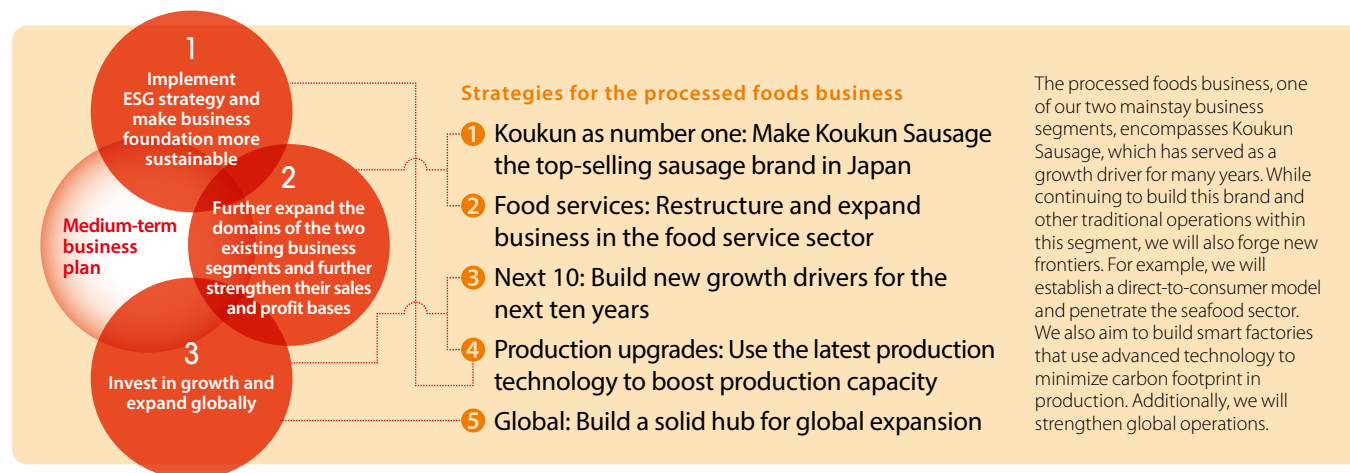 1
Implement
ESG strategy and
make business
foundation more
sustainable
Medium-term
business
plan
2
Further expand the
domains of the two
existing business
segments and further
strengthen their sales
and profit bases
3
Invest in growth and
expand globally
Strategies for the processed foods business
1 Koukun as number one: Make Koukun Sausage
the top-selling sausage brand in Japan
2 Food services: Restructure and expand
business in the food service sector
3 Next 10: Build new growth drivers for the
next ten years
4 Production upgrades: Use the latest production
technology to boost production capacity
5 Global: Build a solid hub for global expansion
The processed foods business, one
of our two mainstay business
segments, encompasses Koukun
Sausage, which has served as a
growth driver for many years. While
continuing to build this brand and
other traditional operations within
this segment, we will also forge new
frontiers. For example, we will
establish a direct-to-consumer model
and penetrate the seafood sector.
We also aim to build smart factories
that use advanced technology to
minimize carbon footprint in
production. Additionally, we will
strengthen global operations.